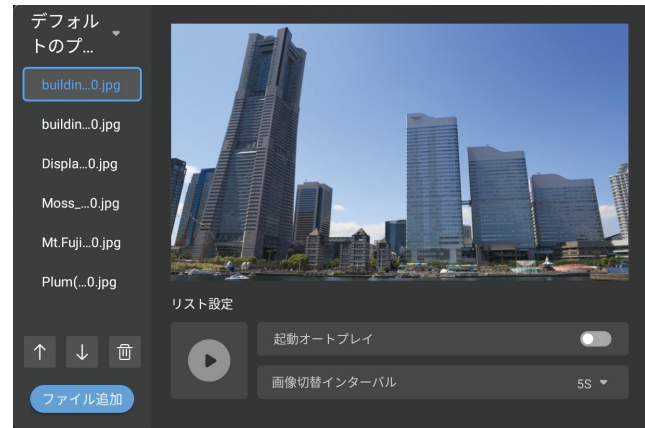 デフォル
トのプ...
buildin...0.jpg
buildin...0.jpg
Displa...0.jpg
Moss_...0.jpg
Mt.Fuji...0.jpg
Plum(...0.jpg
ファイル追加
リスト設定
起動オートプレイ
画像切替インターバル 5S